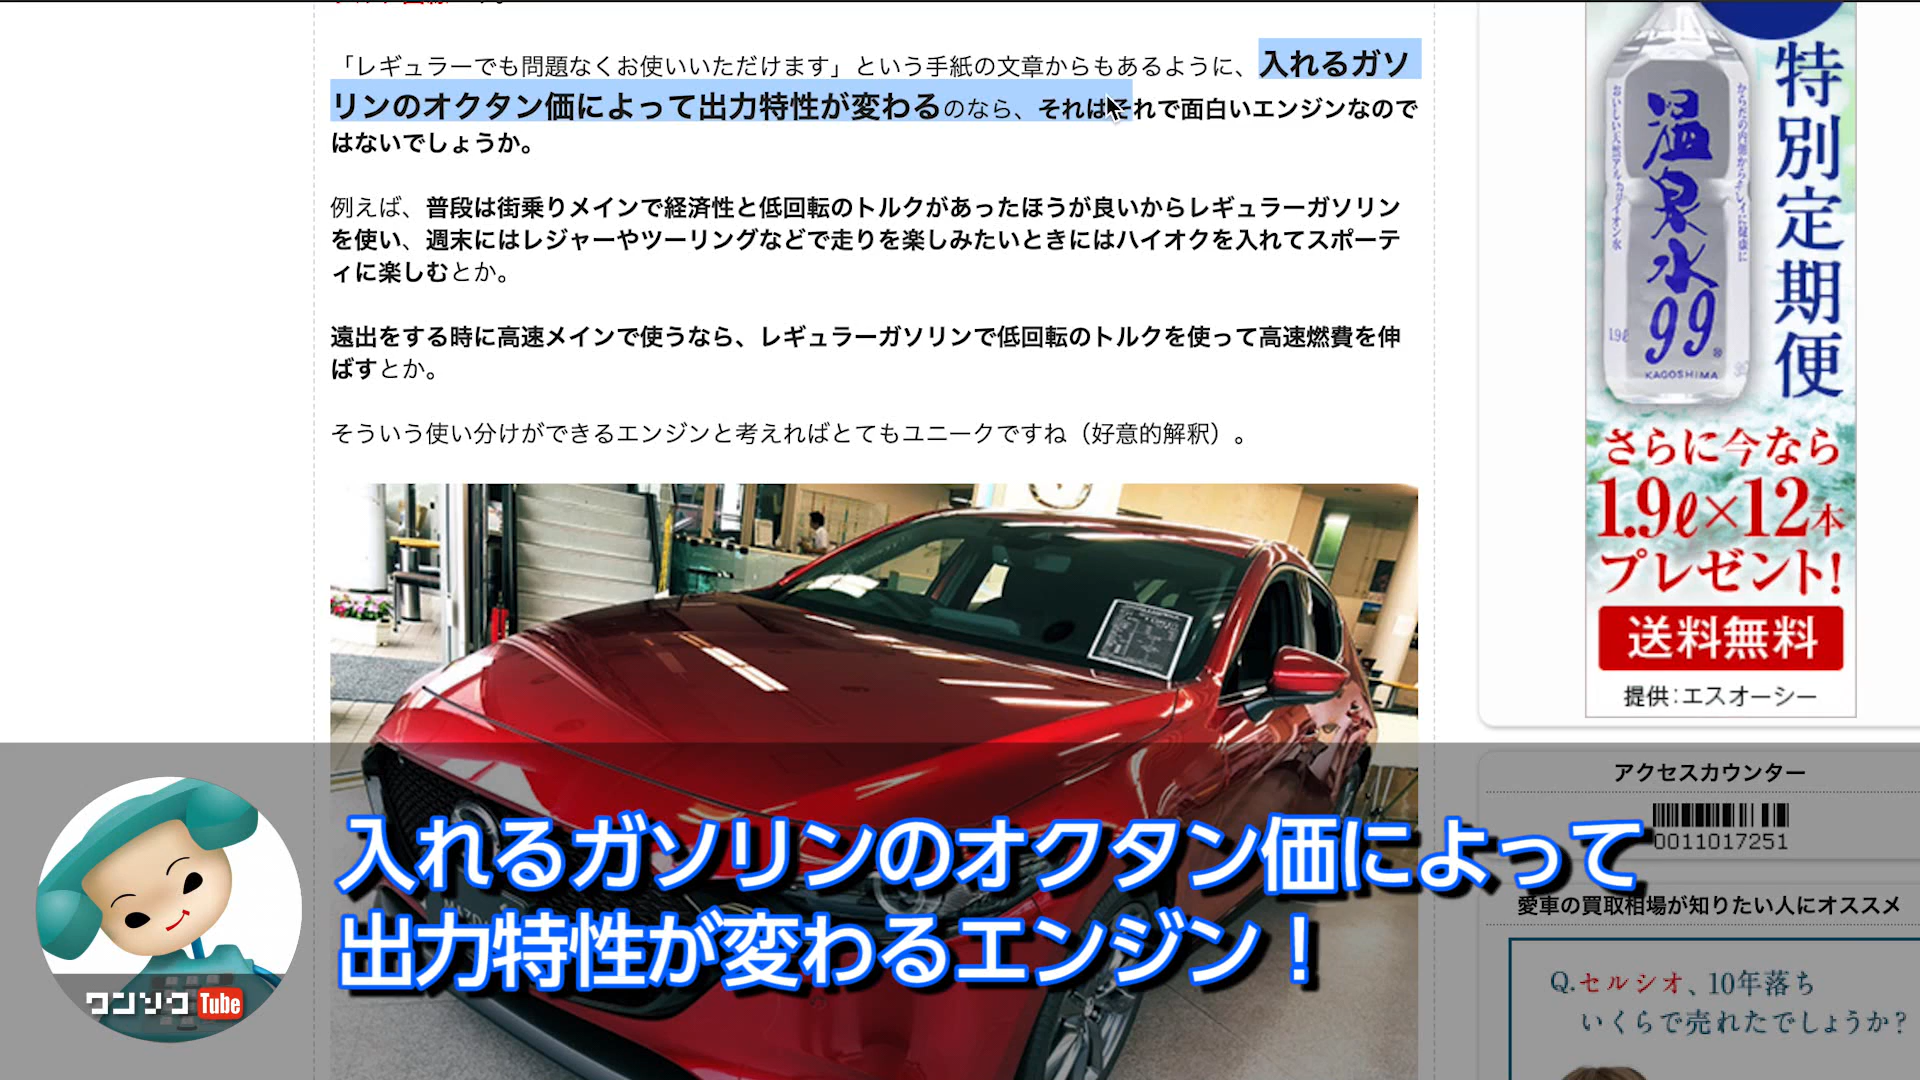 「レギュラーでも問題なくお使いいただけます」という手紙の文章からもあるように、入れるガソ
リンのオクタン価によって出力特性が変わるのなら、それはそれで面白いエンジンなので
はないでしょうか。
例えば、普段は街乗りメインで経済性と低回転のトルクがあったほうが良いからレギュラーガソリン
を使い、週末にはレジャーやツーリングなどで走りを楽しみたいときにはハイオクを入れてスポーテ
ィに楽しむとか。
遠出をする時に高速メインで使うなら、レギュラーガソリンで低回転のトルクを使って高速燃費を伸
ばすとか。
そういう使い分けができるエンジンと考えればとてもユニークですね（好意的解釈）。
特別定期便
温泉水99
KAGOSHIMA
さらに今なら
1.9ℓ×12本
プレゼント!
送料無料
提供:エスオーシー
アクセスカウンター
0011017251
愛車の買取相場が知りたい人にオススメ
Q.セルシオ、10年落ち
いくらで売れたでしょうか?
入れるガソリンのオクタン価によって
出力特性が変わるエンジン！
ワンソクTube